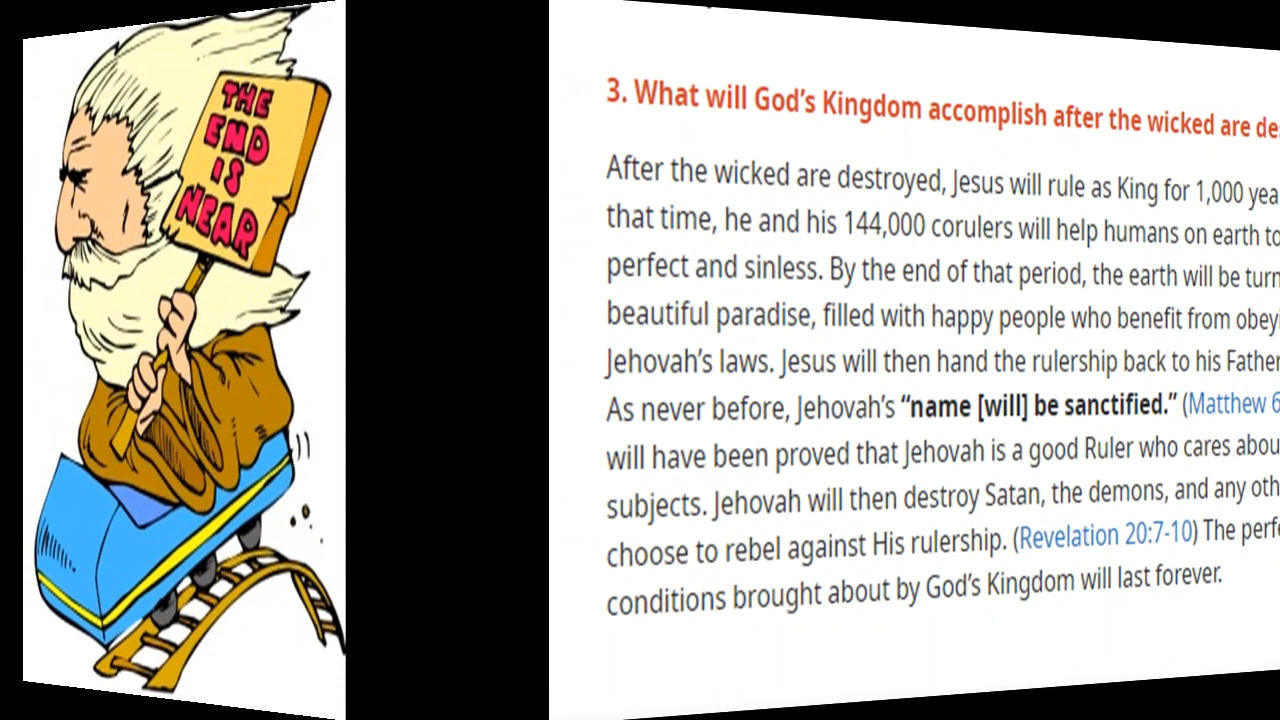 THE
END
IS
NEAR
3. What will God's Kingdom accomplish after the wicked are
After the wicked are destroyed, Jesus will rule as King for 1,000
that time, he and his 144,000 corulers will help humans on earth to
perfect and sinless. By the end of that period, the earth will be
beautiful paradise, filled with happy people who benefit from
Jehovah's laws. Jesus will then hand the rulership back to his Father
As never before, Jehovah's “name [will] be sanctified.” (Matthew 6
will have been proved that Jehovah is a good Ruler who cares
subjects. Jehovah will then destroy Satan, the demons, and any
choose to rebel against His rulership. (Revelation 20:7-10) The
conditions brought about by God's Kingdom will last forever.